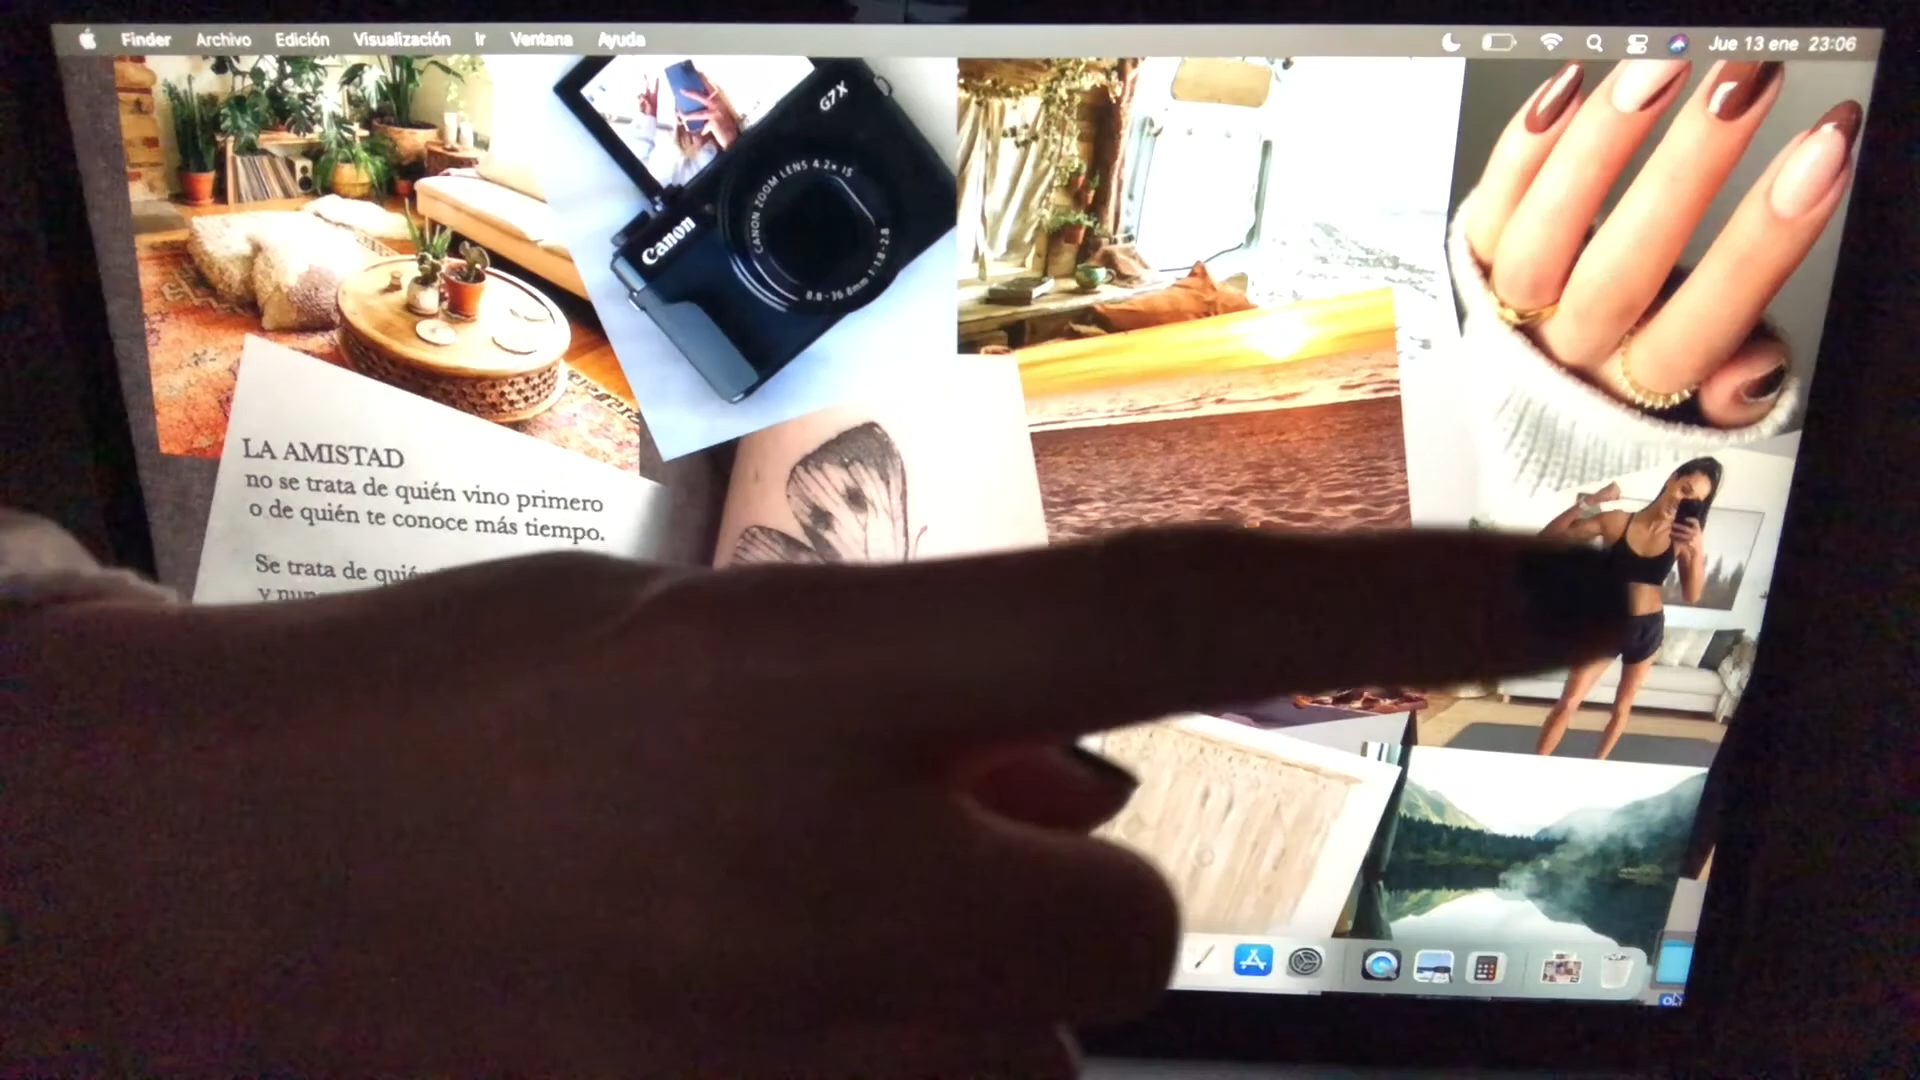 Finder Archivo Edición Visualización Ir Ventana Ayuda
Jue 13 ene 23:06
G7X
CANON ZOOM LENS 4.2x IS
8.8-36.8mm 1:1.8-2.8
Canon
LA AMISTAD
no se trata de quién vino primero
o de quién te conoce más tiempo.
Se trata de quié
y nun